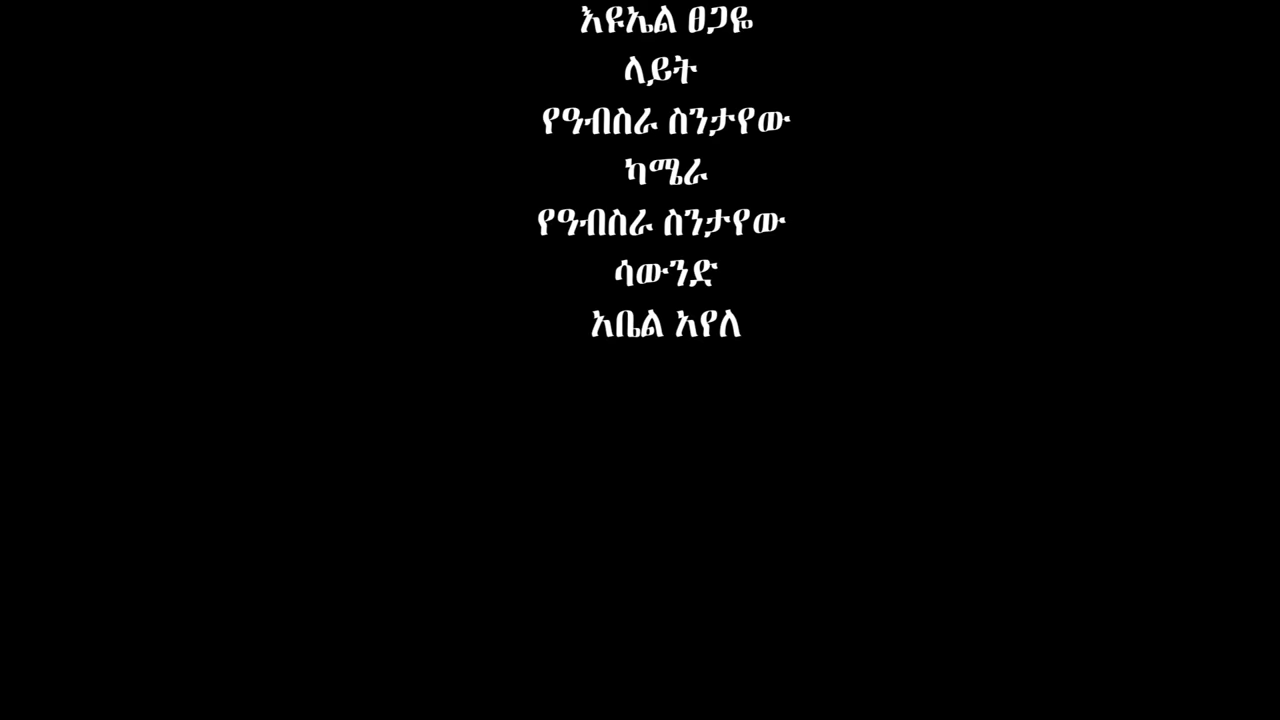 እዩኤል ፀጋዬ
ላይት
የዓብስራ ስንታየው
ካሜራ
የዓብስራ ስንታየው
ሳውንድ
አቤል አየለ